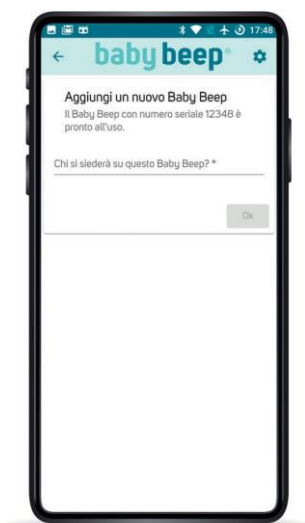 17:48
baby beep®
Aggiungi un nuovo Baby Beep
Il Baby Beep con numero seriale 12348 è
pronto all'uso.
Chi si siederà su questo Baby Beep? *
Ok